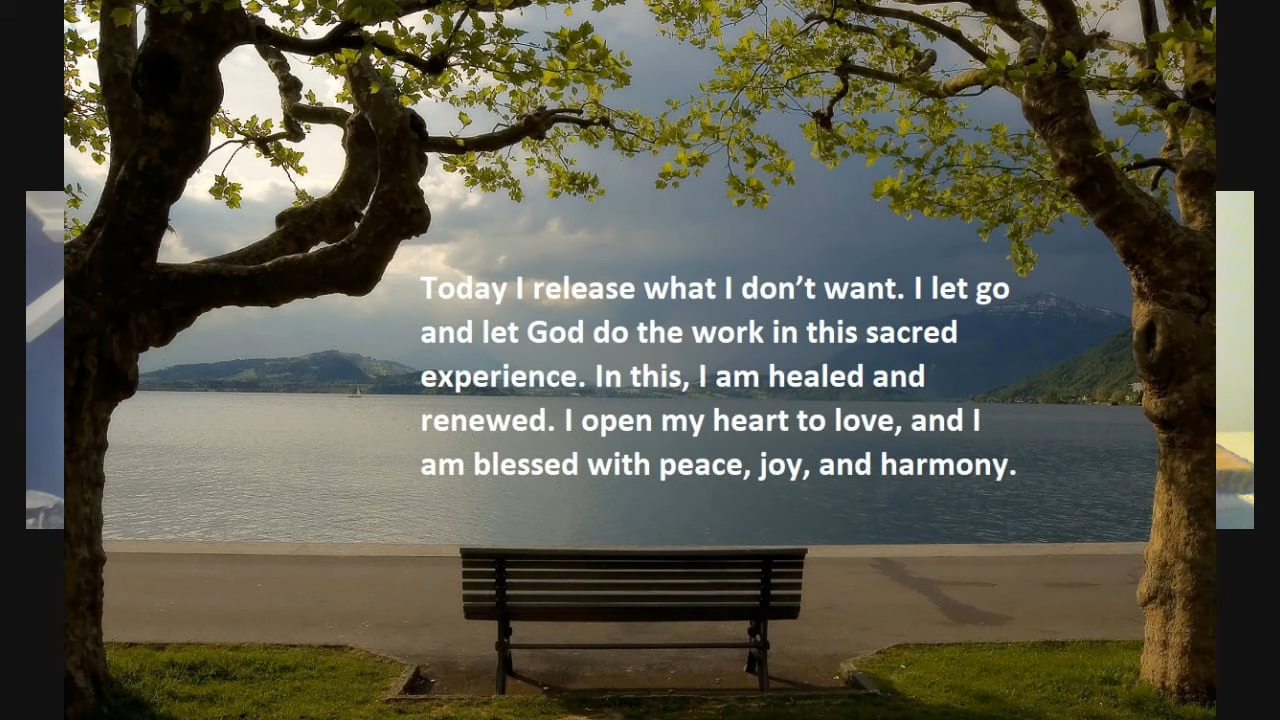 Today I release what I don’t want. I let go
and let God do the work in this sacred
experience. In this, I am healed and
renewed. I open my heart to love, and I
am blessed with peace, joy, and harmony.